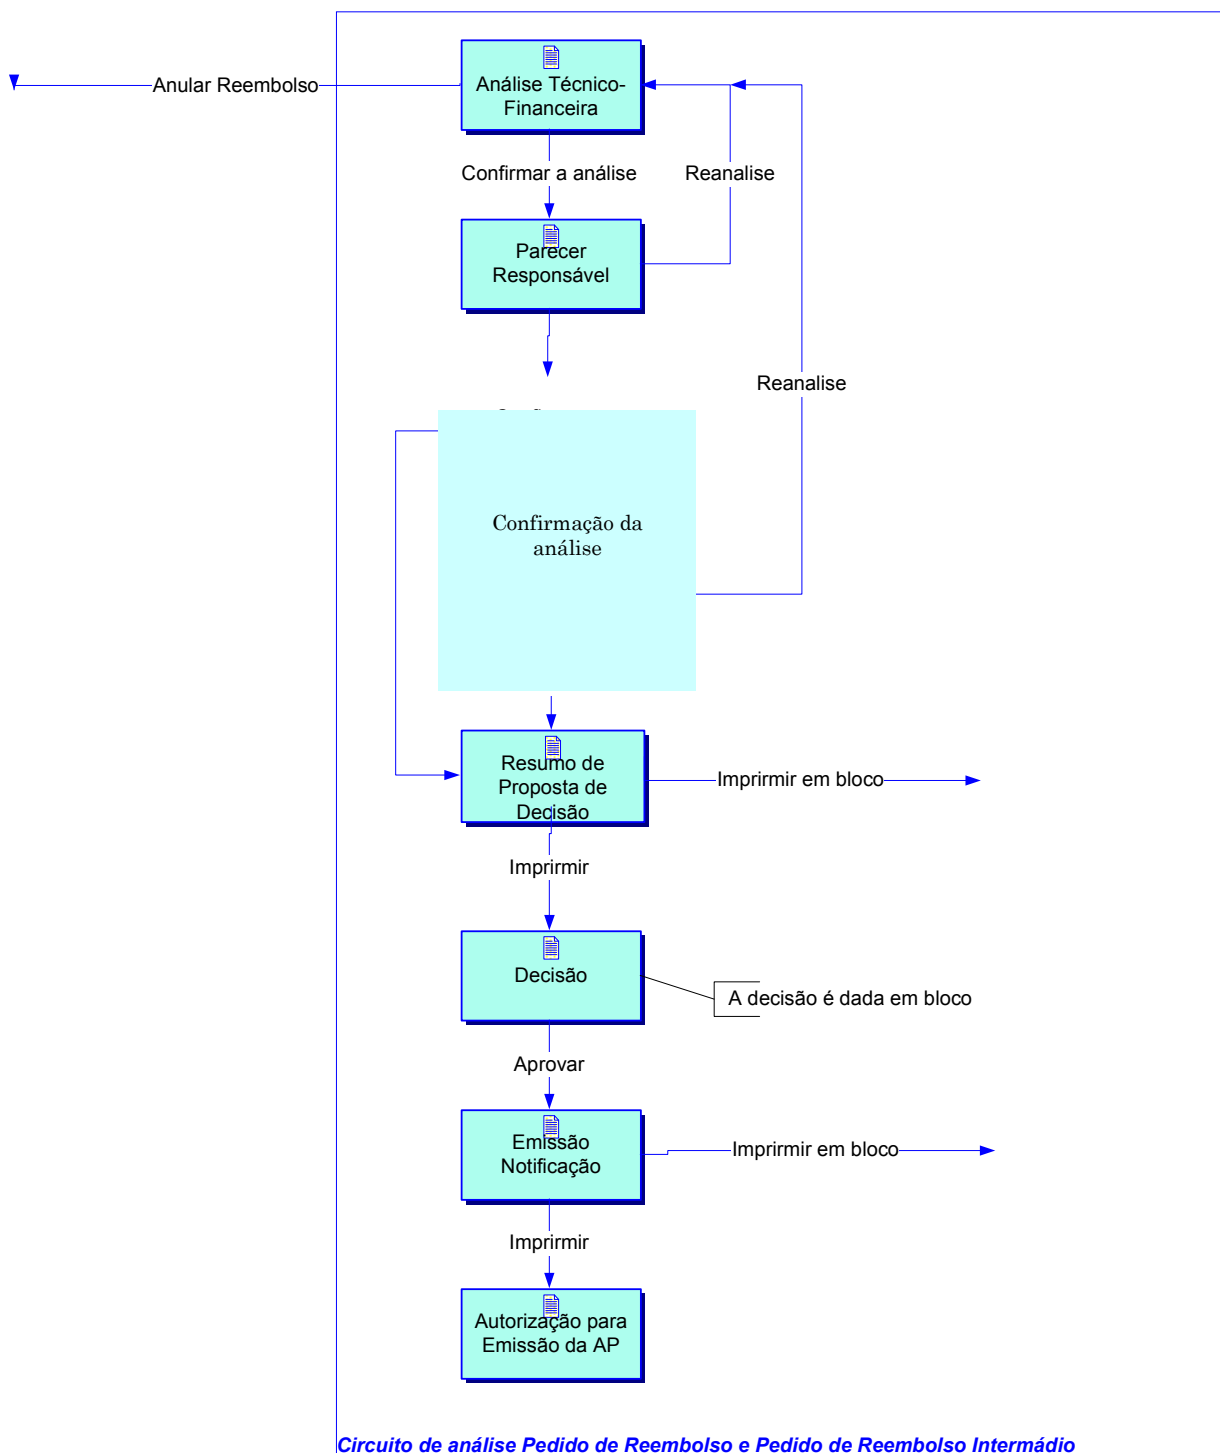 Anular Reembolso
Análise Técnico-
Financeira
Confirmar a análise
Reanalise
Parecer
Responsável
Reanalise
Confirmação da
análise
Resumo de
Proposta de
Decisão
Imprirmir em bloco
Imprirmir
Decisão
A decisão é dada em bloco
Aprovar
Emissão
Notificação
Imprirmir em bloco
Imprirmir
Autorização para
Emissão da AP
Circuito de análise Pedido de Reembolso e Pedido de Reembolso Intermádio